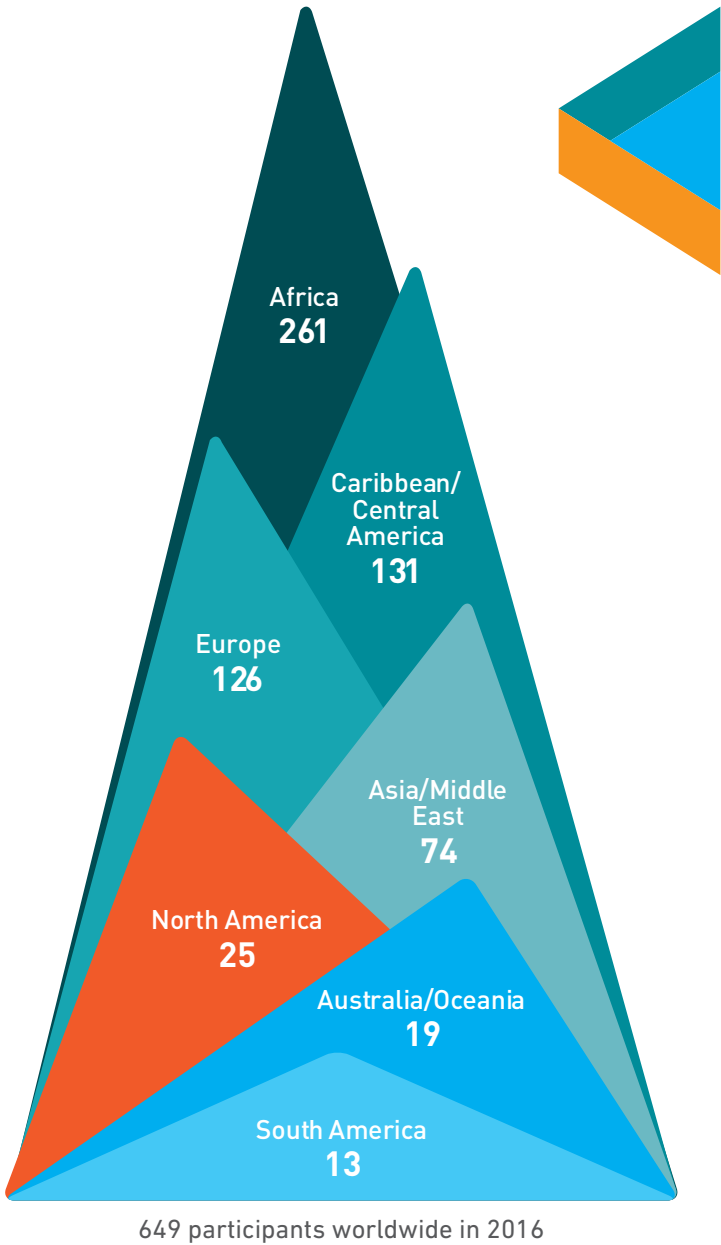 Africa
261
Caribbean/
Central
America
131
Europe
126
Asia/Middle
East
74
North America
25
Australia/Oceania
19
South America
13
649 participants worldwide in 2016